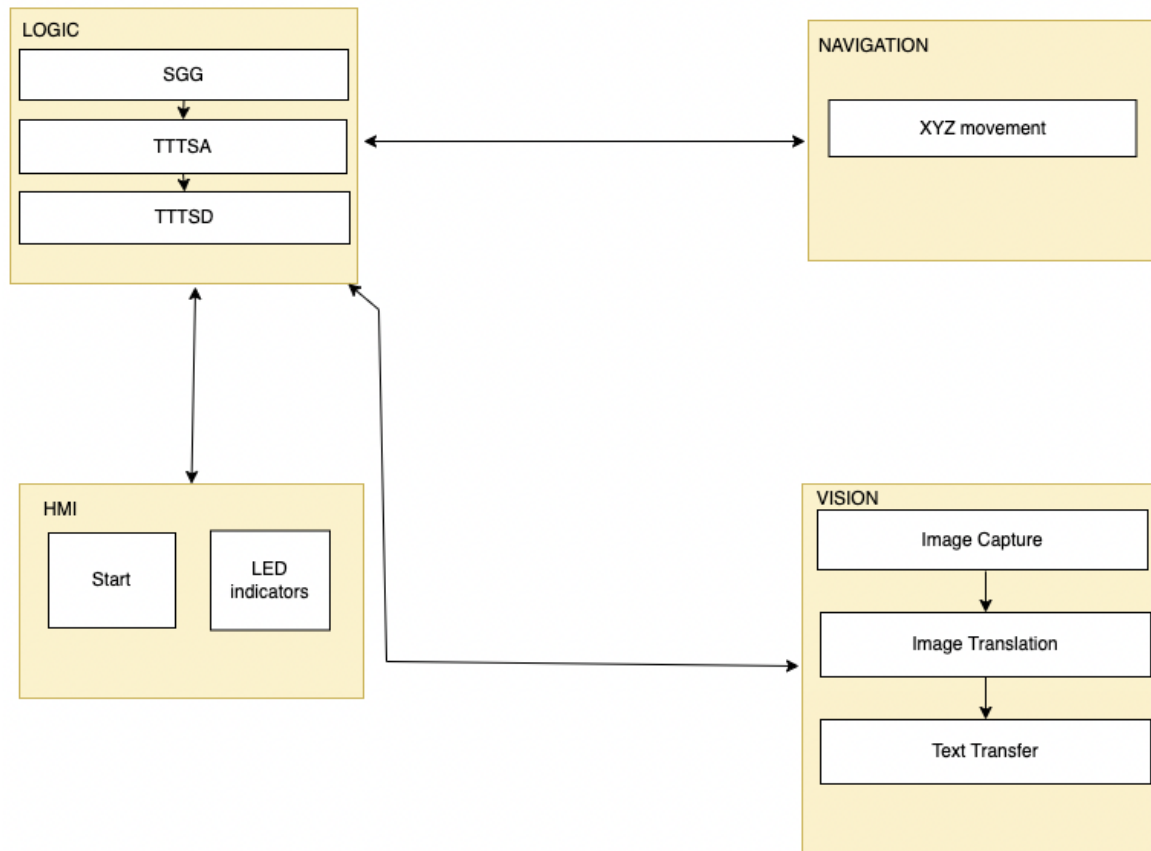 LOGIC
SGG
TTTSA
TTTSD
NAVIGATION
XYZ movement
HMI
Start
LED
indicators
VISION
Image Capture
Image Translation
Text Transfer